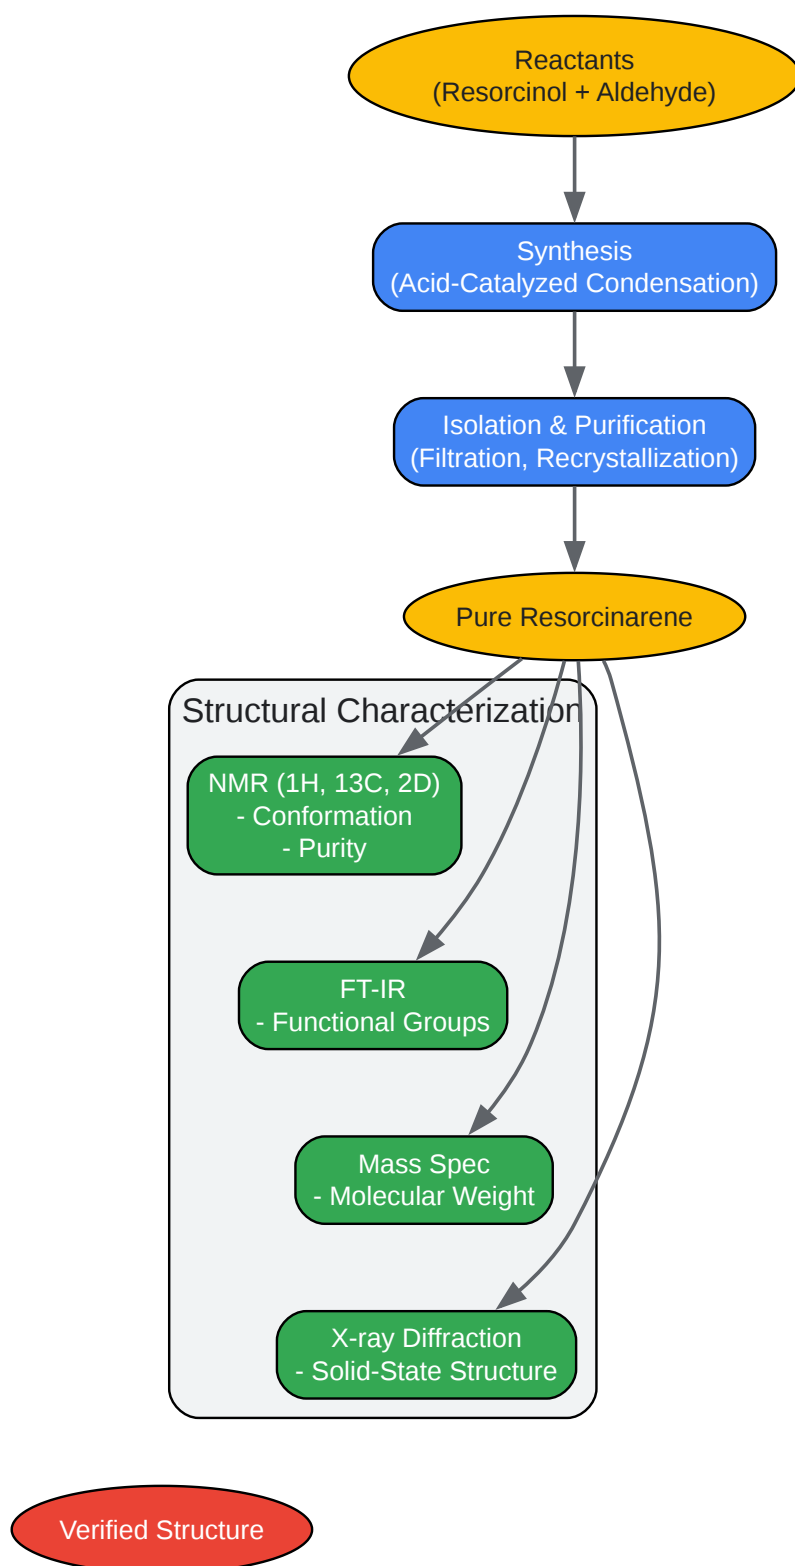 Reactants
(Resorcinol + Aldehyde)
Synthesis
(Acid-Catalyzed Condensation)
Isolation & Purification
(Filtration, Recrystallization)
Pure Resorcinarene
Structural Characterization
NMR (1H, 13C, 2D)
- Conformation
- Purity
FT-IR
- Functional Groups
Mass Spec
- Molecular Weight
X-ray Diffraction
- Solid-State Structure
Verified Structure